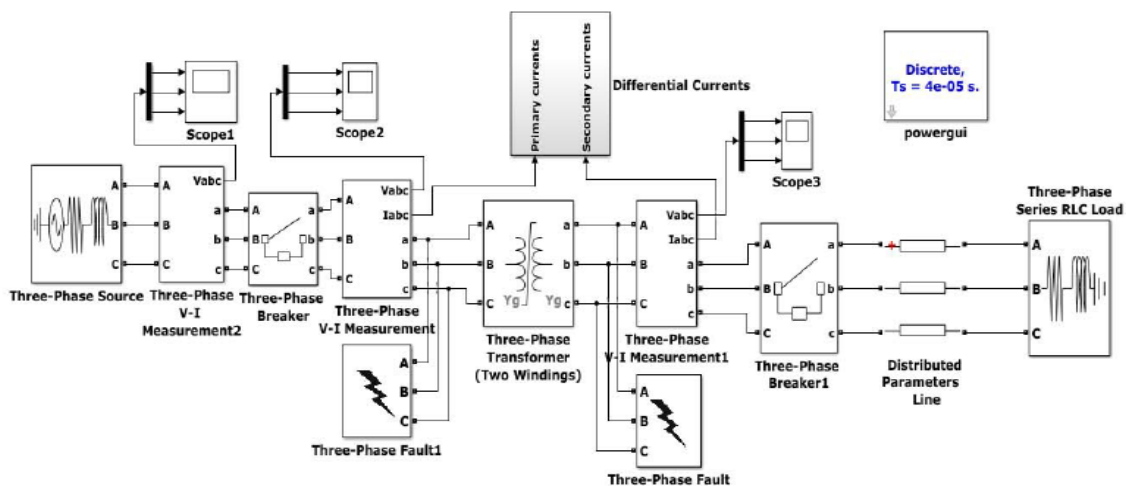 Primary currents
Secondary currents
Differential Currents
Discrete,
Ts = 4e-05 s.
powergui
Scope1
Scope2
Scope3
A
B
C
Three-Phase Source
Vabc
A
B
C
a
b
c
Three-Phase
V-I
Measurement2
A
B
C
a
b
c
Three-Phase
Breaker
Vabc
Iabc
A
B
C
a
b
c
Three-Phase
V-I Measurement
A
B
C
Yg
Yg
a
b
c
Three-Phase
Transformer
(Two Windings)
Vabc
Iabc
A
B
C
a
b
c
Three-Phase
V-I Measurement1
A
B
C
a
b
c
Three-Phase
Breaker1
Distributed
Parameters
Line
Three-Phase
Series RLC Load
A
B
C
A
B
C
Three-Phase Fault1
A
B
C
Three-Phase Fault